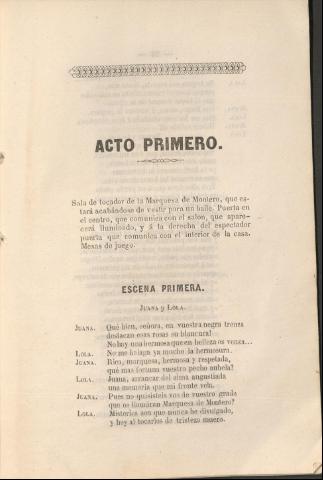 ACTO PRIMERO.
Sala de tocador de la Marquesa de Montero, que es-
tará acabándose de vestir para un baile. Puerta en
el centro, que comunica con el salon, que apare-
cerá iluminado, y á la derecha del espectador
puerta que comunica con el interior de la casa.
Mesas de juego.
ESCENA PRIMERA.
JUANA y LOLA.
JUANA. Qué bien, señora, en vuestra negra trenza
destacan esas rosas su blancura!
No hay una hermosa que en belleza os venza...
LOLA. No me halaga ya mucho la hermosura.
JUANA. Rica, marquesa, hermosa y respetada,
qué mas fortuna vuestro pecho anhela?
LOLA. Juana, arrancar del alma angustiada
una memoria que mi frente vela.
JUANA. Pues no quisisteis vos de vuestro grado
que os llamáran Marquesa de Montero?
LOLA. Misterios son que nunca he divulgado,
y hoy al tocarlos de tristeza muero.